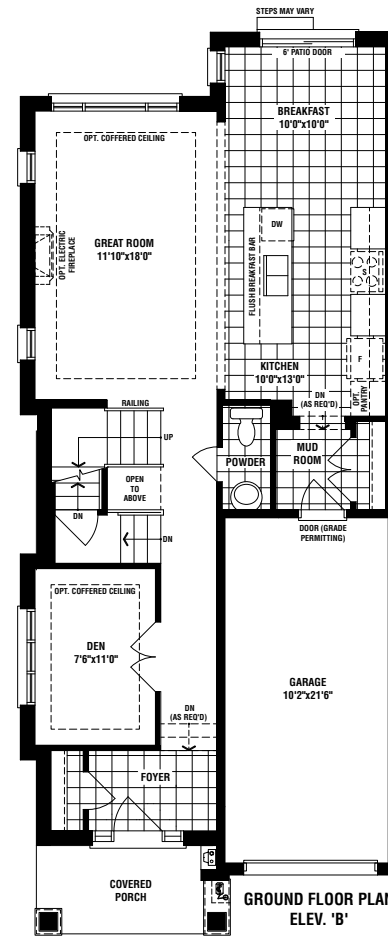 STEPS MAY VARY
6' PATIO DOOR
BREAKFAST
10'0"x10'0"
OPT. COFFERED CEILING
DW
GREAT ROOM
11'10"x18'0"
OPT. ELECTRIC
FIREPLACE
FLUSH BREAKFAST BAR
S
F
KITCHEN
10'0"x13'0"
OPT.
PANTRY
DN
(AS REQ'D)
RAILING
UP
POWDER
MUD
ROOM
OPEN
TO
ABOVE
DN
DN
DOOR (GRADE
PERMITTING)
OPT. COFFERED CEILING
DEN
7'6"x11'0"
GARAGE
10'2"x21'6"
DN
(AS REQ'D)
FOYER
COVERED
PORCH
GROUND FLOOR PLAN
ELEV. 'B'